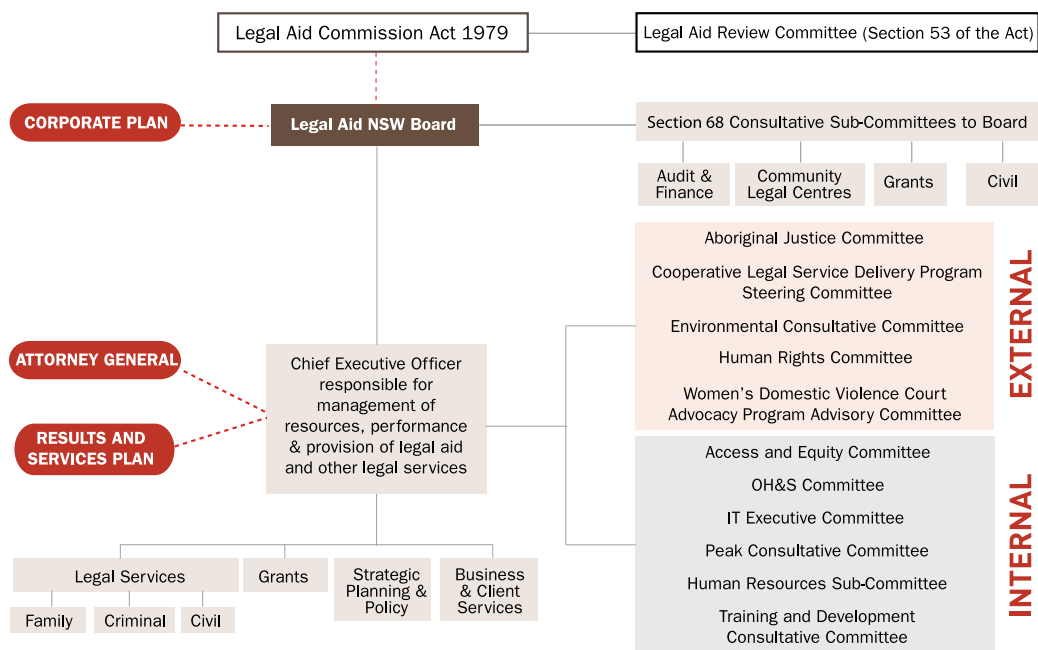 Legal Aid Commission Act 1979
Legal Aid Review Committee (Section 53 of the Act)
CORPORATE PLAN
Legal Aid NSW Board
Section 68 Consultative Sub-Committees to Board
Audit &
Finance
Community
Legal Centres
Grants
Civil
Aboriginal Justice Committee
Cooperative Legal Service Delivery Program
Steering Committee
Environmental Consultative Committee
Human Rights Committee
Women's Domestic Violence Court
Advocacy Program Advisory Committee
EXTERNAL
ATTORNEY GENERAL
RESULTS AND
SERVICES PLAN
Chief Executive Officer
responsible for
management of
resources, performance
& provision of legal aid
and other legal services
Access and Equity Committee
OH&S Committee
IT Executive Committee
Peak Consultative Committee
Human Resources Sub-Committee
Training and Development
Consultative Committee
INTERNAL
Legal Services
Family
Criminal
Civil
Grants
Strategic
Planning &
Policy
Business
& Client
Services